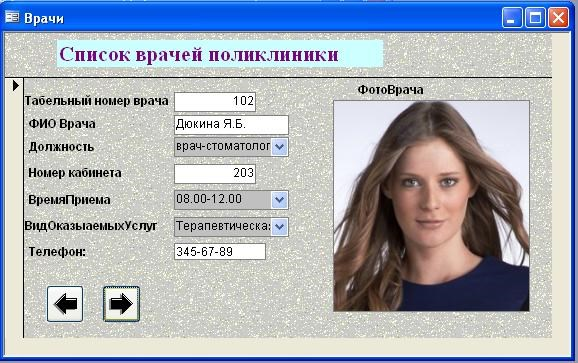 Врачи
Список врачей поликлиники
ФотоВрача
Табельный номер врача 102
ФИО Врача Дюкина Я.Б.
Должность врач-стоматолог
Номер кабинета 203
ВремяПриема 08.00-12.00
ВидОказыаемыхУслуг Терапевтическая
Телефон: 345-67-89